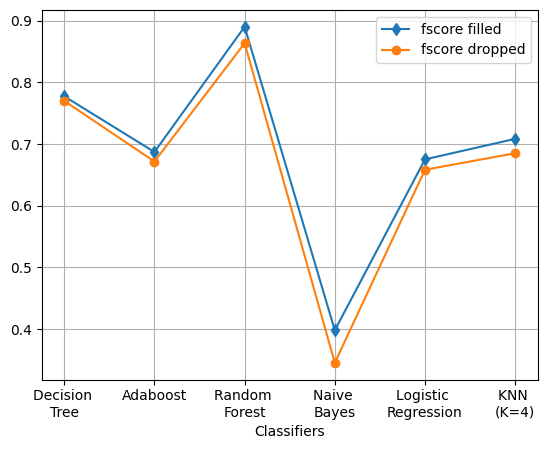 0.9
0.8
0.7
0.6
0.5
0.4
fscore filled
fscore dropped
Decision
Tree
Adaboost
Random
Forest
Naive
Bayes
Logistic
Regression
KNN
(K=4)
Classifiers